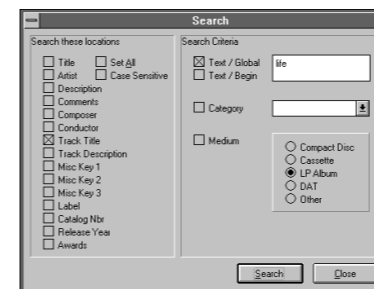 Search
Search these locations
Title Set All
Artist Case Sensitive
Description
Comments
Composer
Conductor
Track Title
Track Description
Misc Key 1
Misc Key 2
Misc Key 3
Label
Catalog Nbr
Release Year
Awards
Search Criteria
Text / Global life
Text / Begin
Category
Medium
Compact Disc
Cassette
LP Album
DAT
Other
Search Close